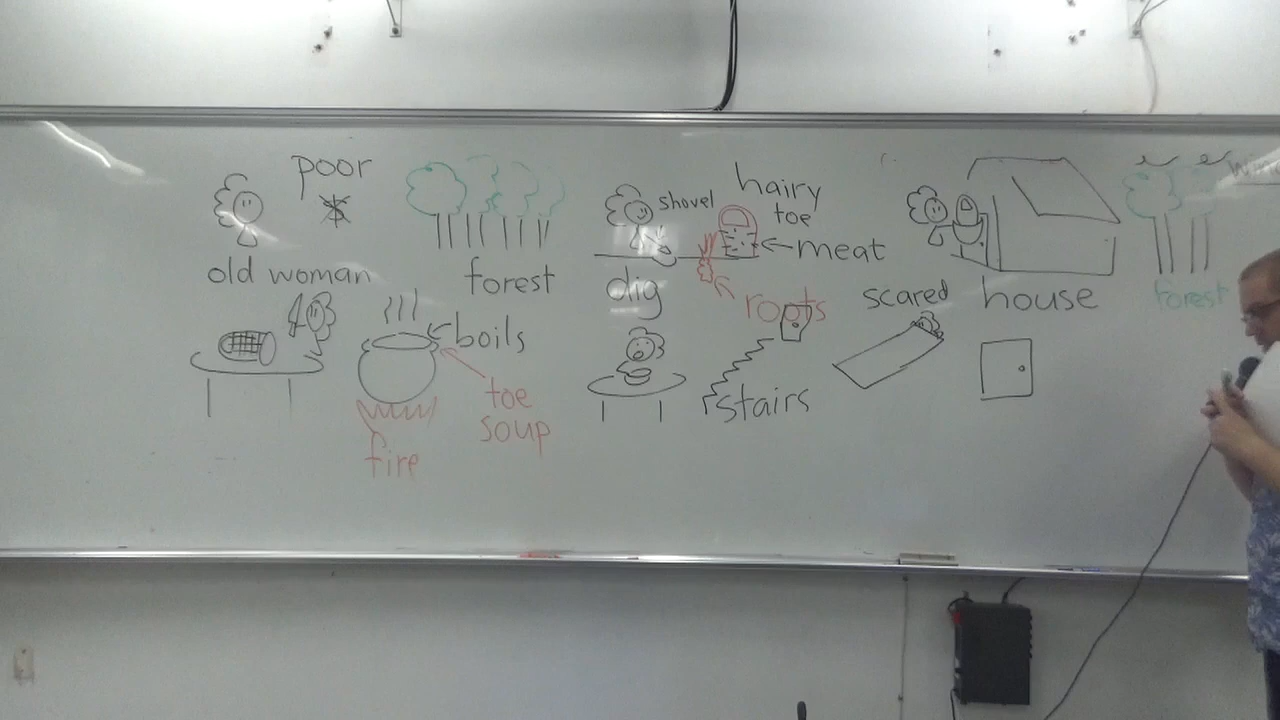 poor
old woman
forest
shovel
dig
hairy
toe
meat
roots
scared
house
forest
boils
toe
soup
fire
stairs